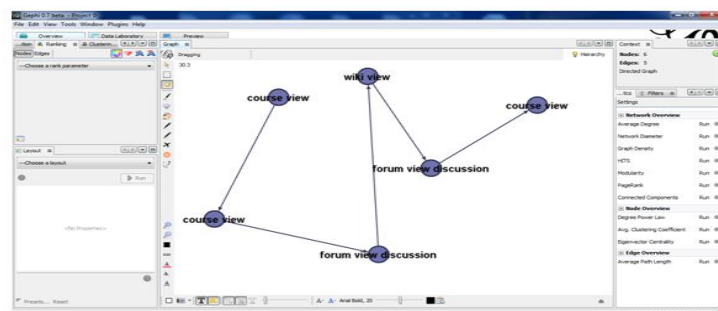 Gephi 0.7 beta - Project 0
File Edit View Tools Window Plugins Help
Overview Data Laboratory Preview
Ranking Clusterin...
Nodes Edges
---Choose a rank parameter
Layout
---Choose a layout
Run
<No Properties>
Presets... Reset
Graph
Dragging
Hierarchy
30.3
wiki view
course view
course view
forum view discussion
course view
forum view discussion
A- A- Arial Bold, 20
Context
Nodes: 6
Edges: 5
Directed Graph
...tics Filters
Settings
Network Overview
Average Degree Run
Network Diameter Run
Graph Density Run
HITS Run
Modularity Run
PageRank Run
Connected Components Run
Node Overview
Degree Power Law Run
Avg. Clustering Coefficient Run
Eigenvector Centrality Run
Edge Overview
Average Path Length Run